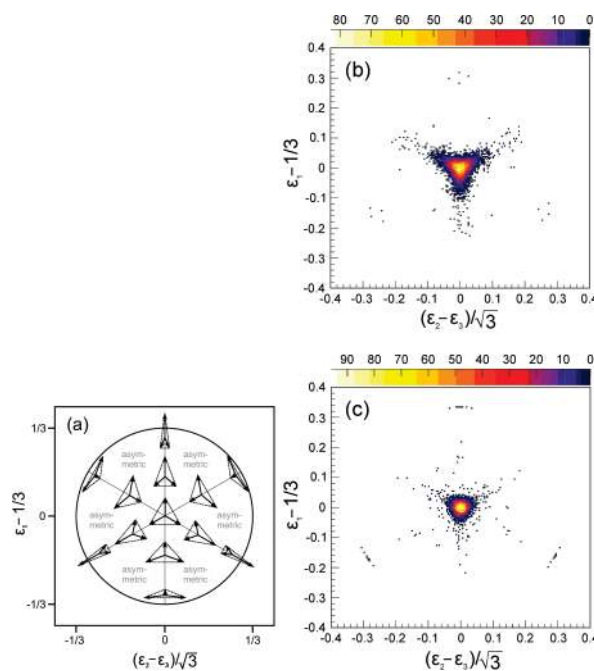 80 70 60 50 40 30 20 10 0
(b)
0.4
0.3
0.2
0.1
0
-0.1
-0.2
-0.3
-0.4
ε₁-1/3
-0.4 -0.3 -0.2 -0.1 0 0.1 0.2 0.3 0.4
(ε₂-ε₃)/√3
90 80 70 60 50 40 30 20 10 0
(c)
0.4
0.3
0.2
0.1
0
-0.1
-0.2
-0.3
-0.4
ε₁-1/3
-0.4 -0.3 -0.2 -0.1 0 0.1 0.2 0.3 0.4
(ε₂-ε₃)/√3
(a)
1/3
0
-1/3
ε₁-1/3
asym-
metric
asym-
metric
asym-
metric
asym-
metric
asym-
metric
asym-
metric
-1/3 0 1/3
(ε₂-ε₃)/√3